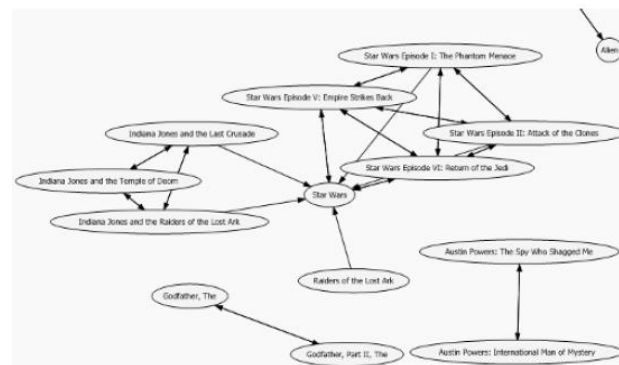 Star Wars Episode I: The Phantom Menace
Alien
Star Wars Episode V: Empire Strikes Back
Indiana Jones and the Last Crusade
Star Wars Episode II: Attack of the Clones
Star Wars Episode VI: Return of the Jedi
Indiana Jones and the Temple of Doom
Star Wars
Indiana Jones and the Raiders of the Lost Ark
Austin Powers: The Spy Who Shagged Me
Raiders of the Lost Ark
Godfather, The
Godfather, Part II, The
Austin Powers: International Man of Mystery